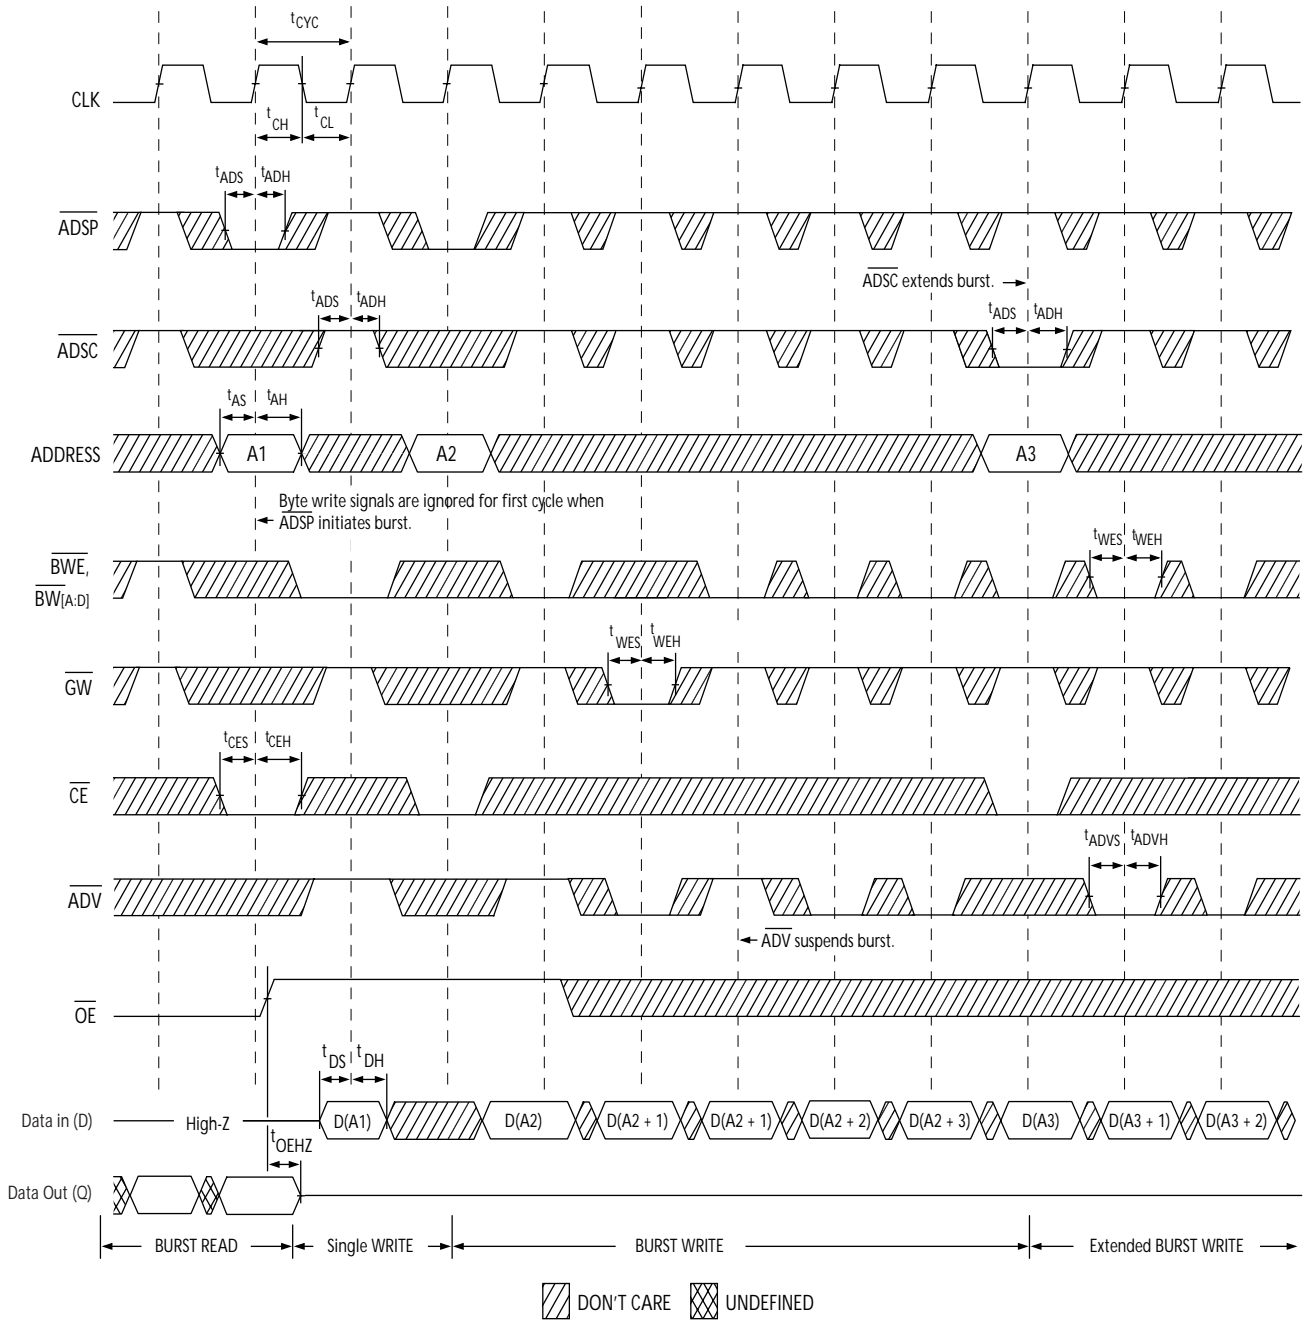 tCYC
CLK
tCH
tCL
tADS
tADH
ADSP
ADSC extends burst.
tADS
tADH
tADS
tADH
ADSC
tAS
tAH
ADDRESS
A1
A2
A3
Byte write signals are ignored for first cycle when
ADSP initiates burst.
tWES
tWEH
BWE,
BW[A:D]
tWES
tWEH
GW
tCES
tCEH
CE
tADVS
tADVH
ADV
ADV suspends burst.
OE
tDS
tDH
Data in (D)
High-Z
D(A1)
D(A2)
D(A2 + 1)
D(A2 + 1)
D(A2 + 2)
D(A2 + 3)
D(A3)
D(A3 + 1)
D(A3 + 2)
tOEHZ
Data Out (Q)
BURST READ
Single WRITE
BURST WRITE
Extended BURST WRITE
DON'T CARE
UNDEFINED